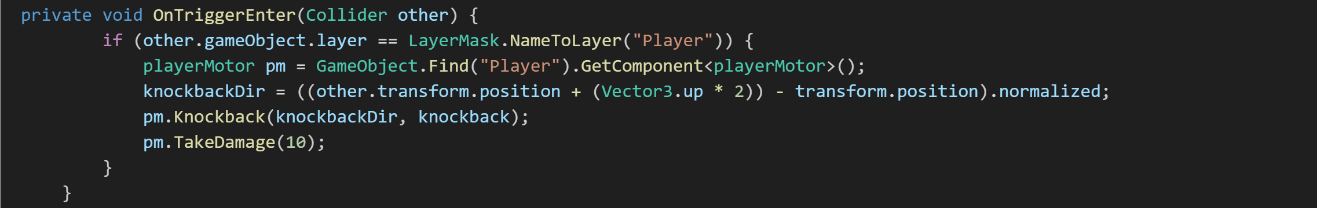 private void OnTriggerEnter(Collider other) {
        if (other.gameObject.layer == LayerMask.NameToLayer("Player")) {
            playerMotor pm = GameObject.Find("Player").GetComponent<playerMotor>();
            knockbackDir = ((other.transform.position + (Vector3.up * 2)) - transform.position).normalized;
            pm.Knockback(knockbackDir, knockback);
            pm.TakeDamage(10);
        }
    }